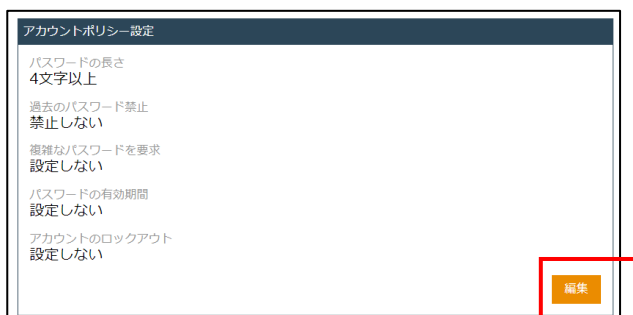 アカウントポリシー設定
パスワードの長さ
4文字以上
過去のパスワード禁止
禁止しない
複雑なパスワードを要求
設定しない
パスワードの有効期間
設定しない
アカウントのロックアウト
設定しない
編集